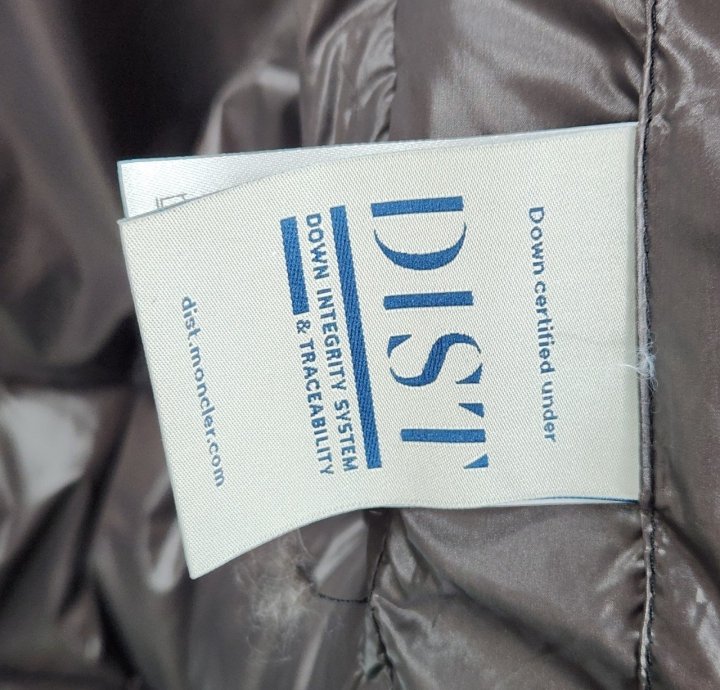 Down certified under
DIST
DOWN INTEGRITY SYSTEM
& TRACEABILITY
dist.moncler.com